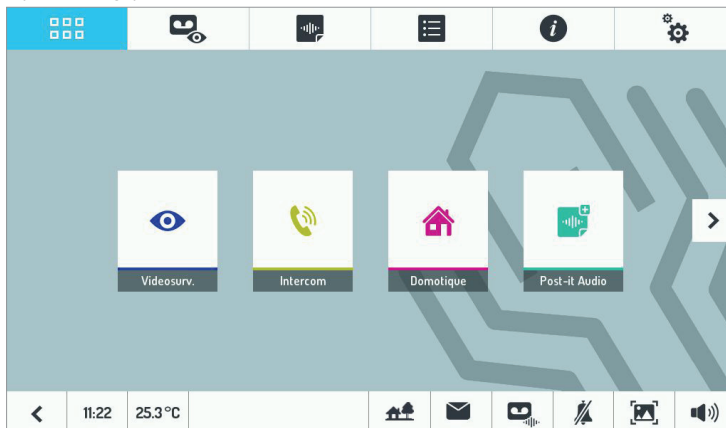 Videosurv.
Intercom
Domotique
Post-it Audio
11:22
25.3°C